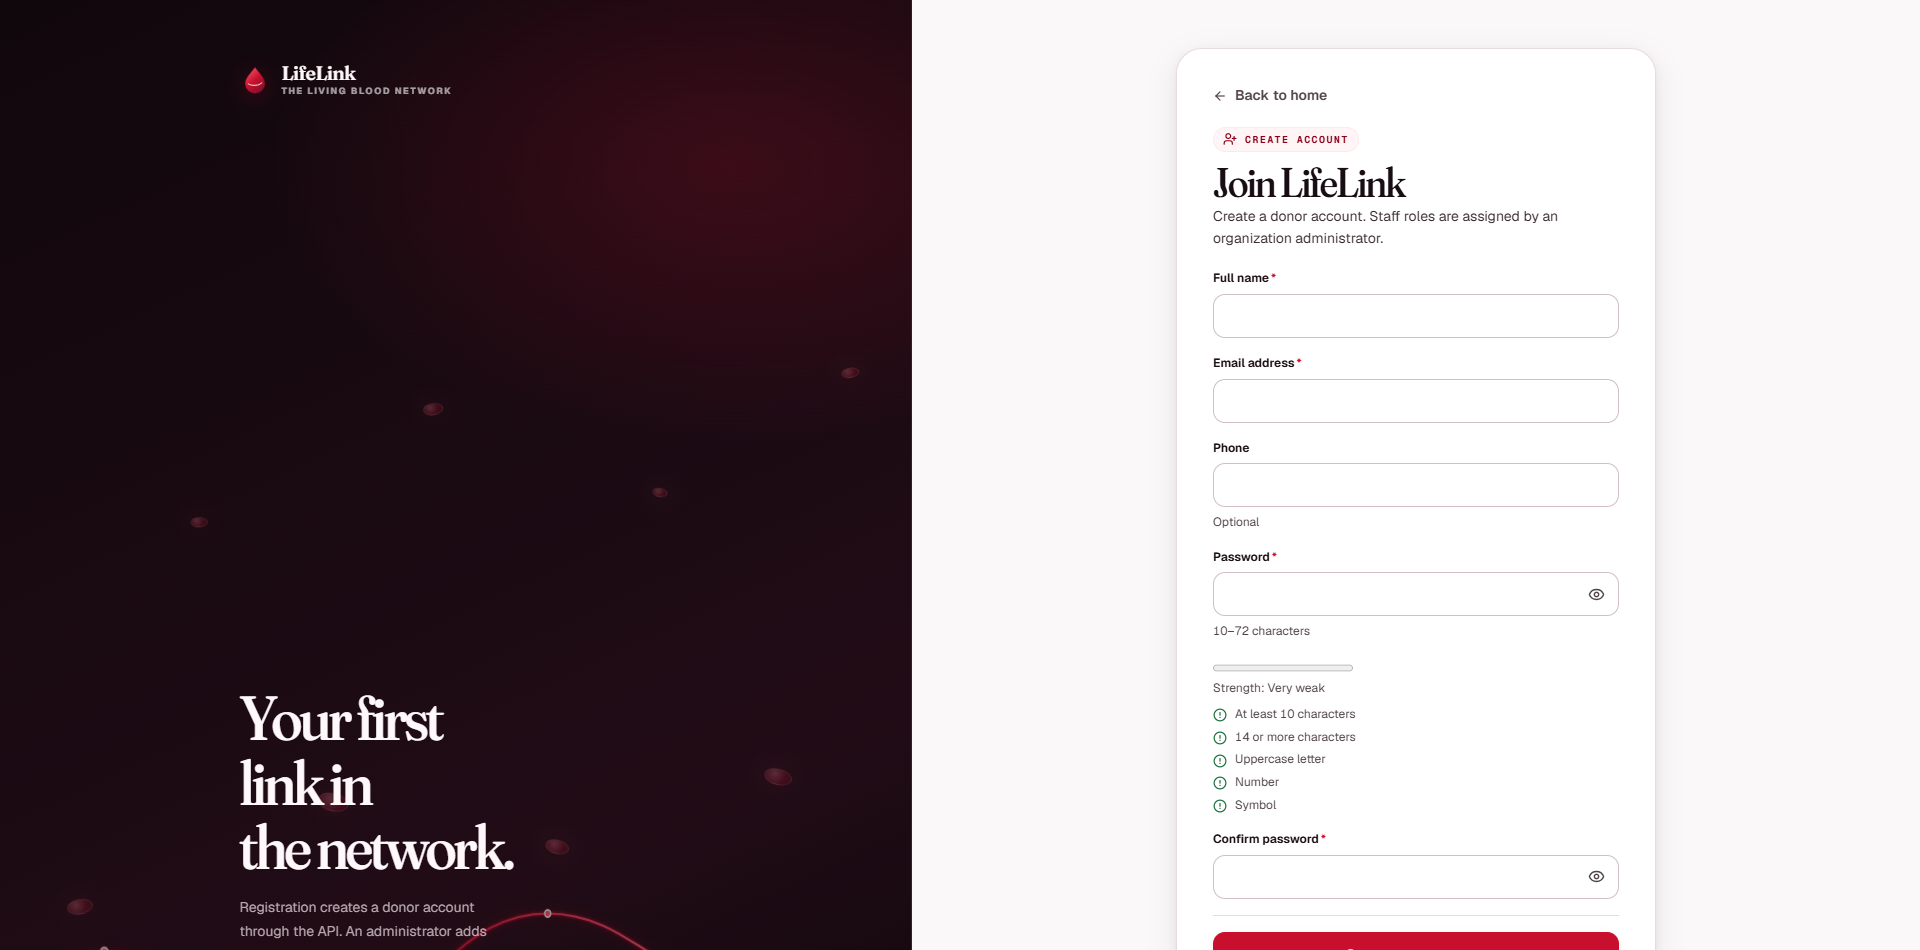 LifeLink
THE LIVING BLOOD NETWORK
Your first
link in
the network.
Registration creates a donor account
through the API. An administrator adds
Back to home
CREATE ACCOUNT
Join LifeLink
Create a donor account. Staff roles are assigned by an
organization administrator.
Full name *
Email address *
Phone
Optional
Password *
10–72 characters
Strength: Very weak
At least 10 characters
14 or more characters
Uppercase letter
Number
Symbol
Confirm password *